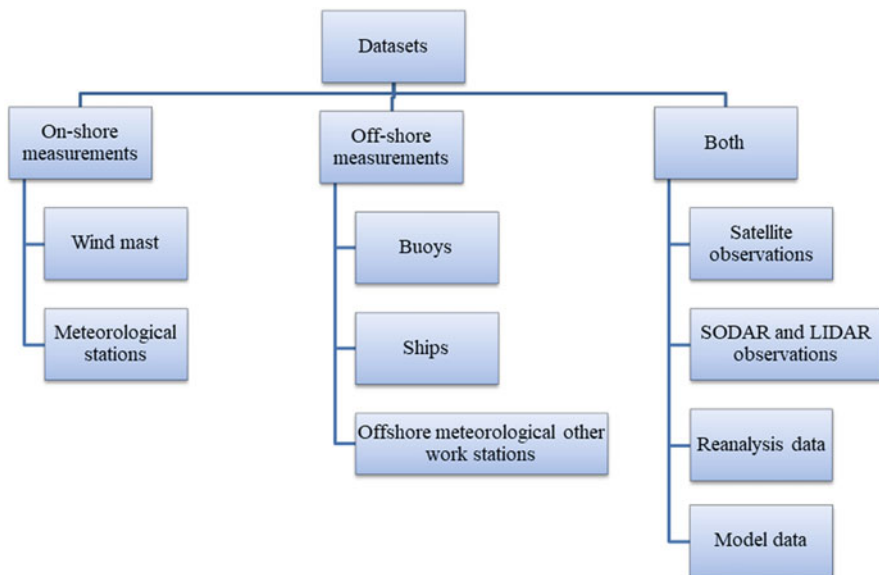 Datasets
On-shore
measurements
Wind mast
Meteorological
stations
Off-shore
measurements
Buoys
Ships
Offshore meteorological other
work stations
Both
Satellite
observations
SODAR and LIDAR
observations
Reanalysis data
Model data